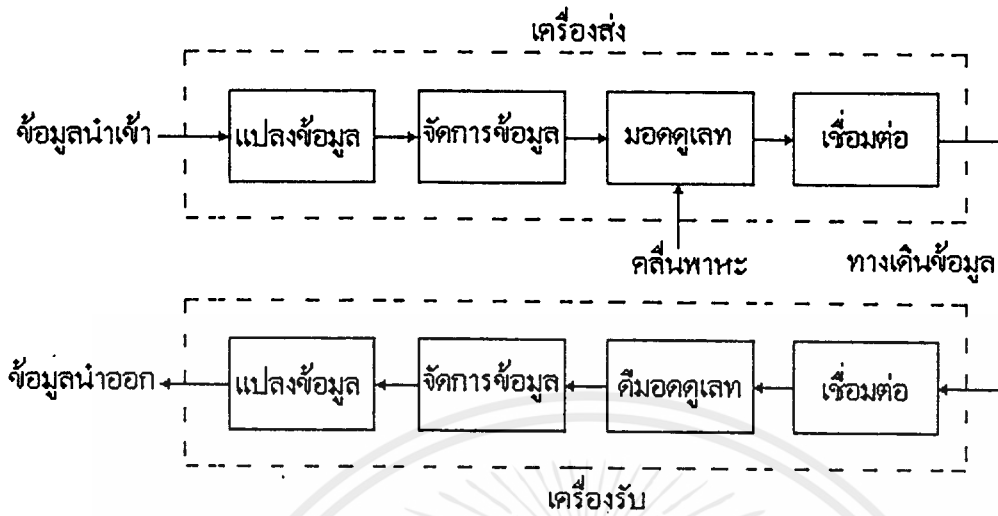 เครื่องส่ง
ข้อมูลนำเข้า แปลงข้อมูล จัดการข้อมูล มอดดูเลท เชื่อมต่อ
คลื่นพาหะ ทางเดินข้อมูล
ข้อมูลนำออก แปลงข้อมูล จัดการข้อมูล ดีมอดดูเลท เชื่อมต่อ
เครื่องรับ